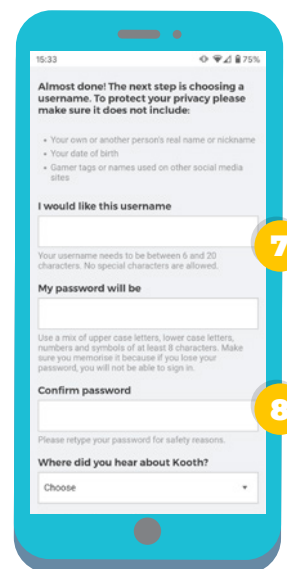 15:33 75%
Almost done! The next step is choosing a
username. To protect your privacy please
make sure it does not include:
• Your own or another person's real name or nickname
• Your date of birth
• Gamer tags or names used on other social media
sites
I would like this username
7
Your username needs to be between 6 and 20
characters. No special characters are allowed.
My password will be
Use a mix of upper case letters, lower case letters,
numbers and symbols of at least 8 characters. Make
sure you memorise it because if you lose your
password, you will not be able to sign in.
Confirm password
8
Please retype your password for safety reasons.
Where did you hear about Kooth?
Choose